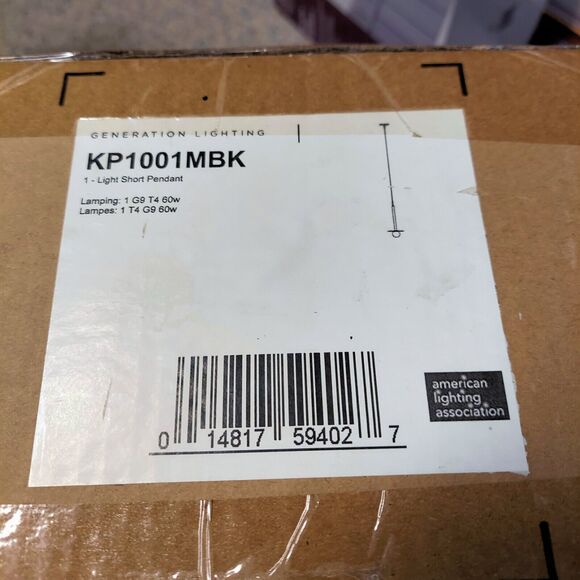 GENERATION LIGHTING
KP1001MBK
1 - Light Short Pendant
Lamping: 1 G9 T4 60w
Lampes: 1 T4 G9 60w
0 14817 59402 7
american
lighting
association